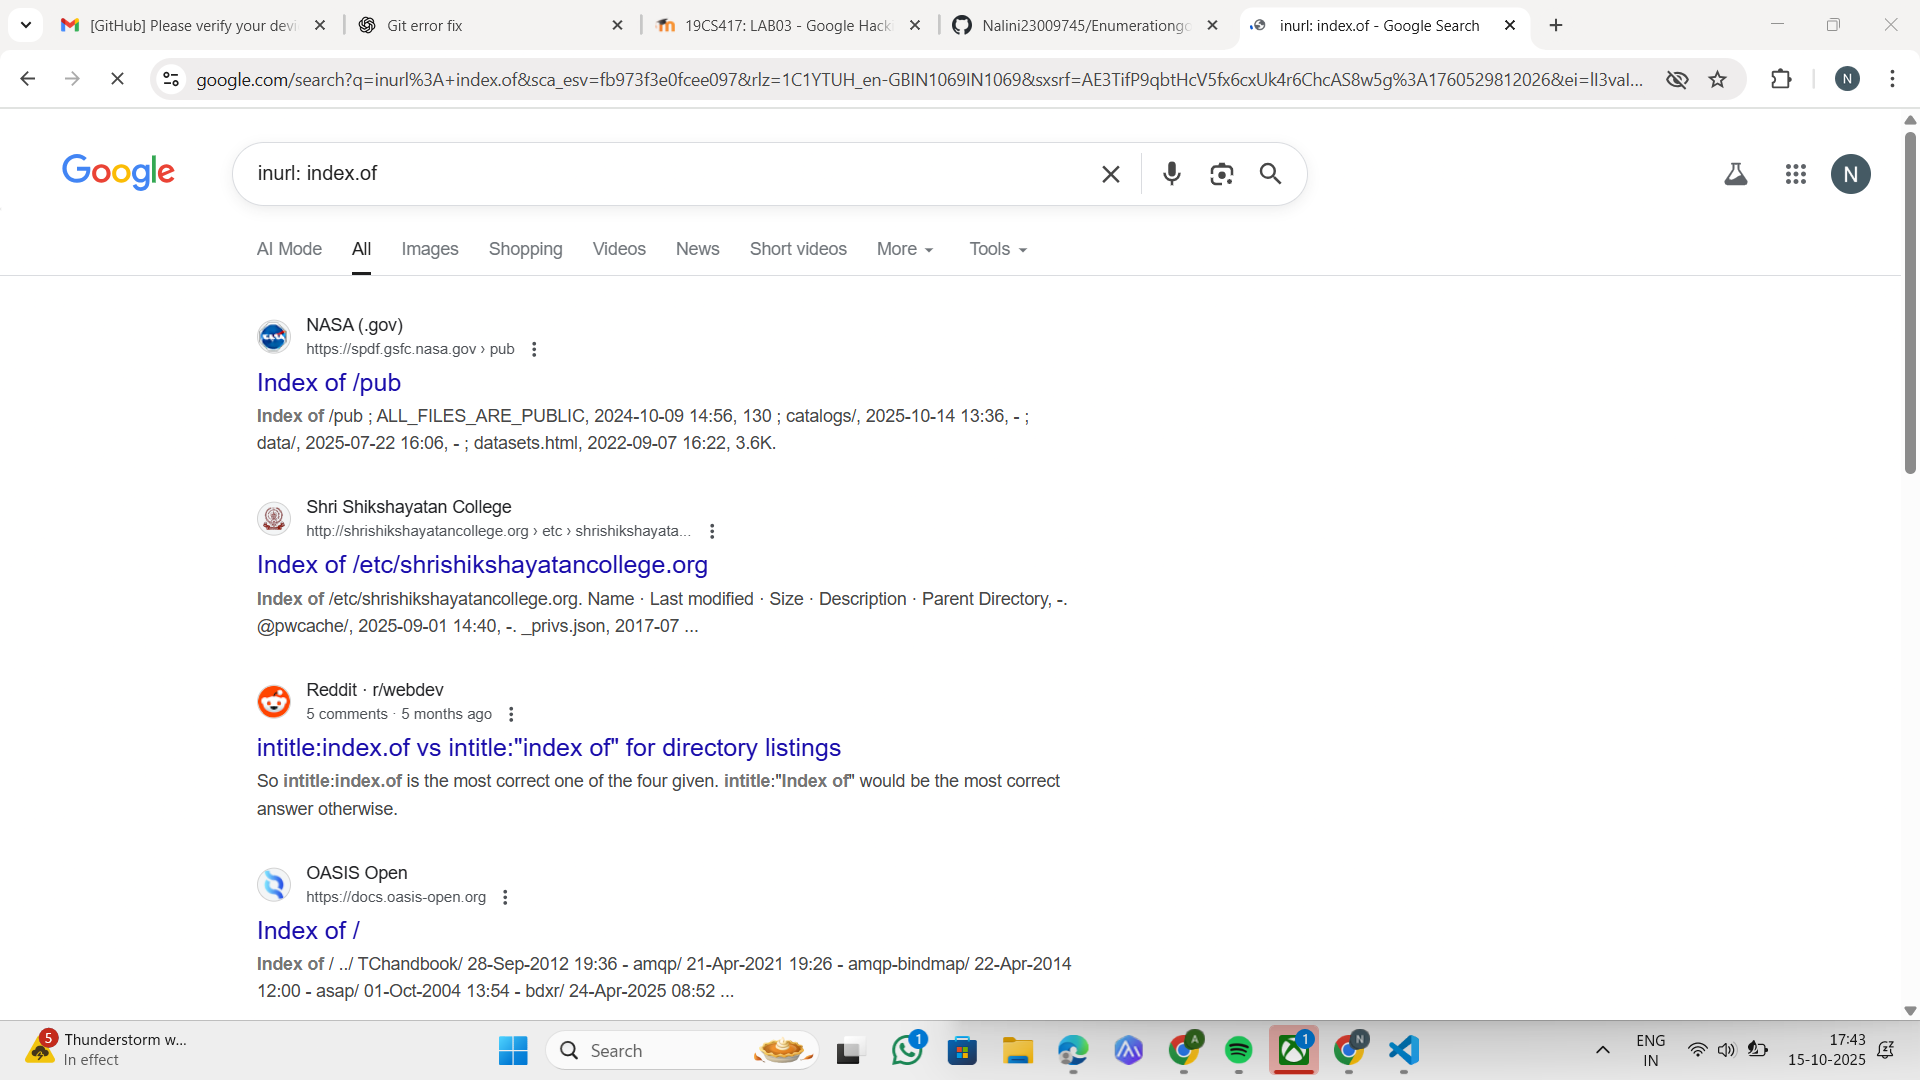 [GitHub] Please verify your devi
Git error fix
19CS417: LAB03 - Google Hacki
Nalini23009745/Enumerationgo
inurl: index.of - Google Search
google.com/search?q=inurl%3A+index.of&sca_esv=fb973f3e0fcee097&rlz=1C1YTUH_en-GBIN1069IN1069&sxsrf=AE3TifP9qbtHcV5fx6cxUk4r6ChcAS8w5g%3A1760529812026&ei=lI3vaI...
N
Google
inurl: index.of
N
AI Mode
All
Images
Shopping
Videos
News
Short videos
More
Tools
NASA (.gov)
https://spdf.gsfc.nasa.gov › pub
Index of /pub
Index of /pub ; ALL_FILES_ARE_PUBLIC, 2024-10-09 14:56, 130 ; catalogs/, 2025-10-14 13:36, - ;
data/, 2025-07-22 16:06, - ; datasets.html, 2022-09-07 16:22, 3.6K.
Shri Shikshayatan College
http://shrishikshayatancollege.org › etc › shrishikshayata...
Index of /etc/shrishikshayatancollege.org
Index of /etc/shrishikshayatancollege.org. Name · Last modified · Size · Description · Parent Directory, -.
@pwcache/, 2025-09-01 14:40, -. _privs.json, 2017-07 ...
Reddit · r/webdev
5 comments · 5 months ago
intitle:index.of vs intitle:"index of" for directory listings
So intitle:index.of is the most correct one of the four given. intitle:"Index of" would be the most correct
answer otherwise.
OASIS Open
https://docs.oasis-open.org
Index of /
Index of / ../ TChandbook/ 28-Sep-2012 19:36 - amqp/ 21-Apr-2021 19:26 - amqp-bindmap/ 22-Apr-2014
12:00 - asap/ 01-Oct-2004 13:54 - bdxr/ 24-Apr-2025 08:52 ...
5
Thunderstorm w...
In effect
Search
1
A
1
N
ENG
IN
17:43
15-10-2025